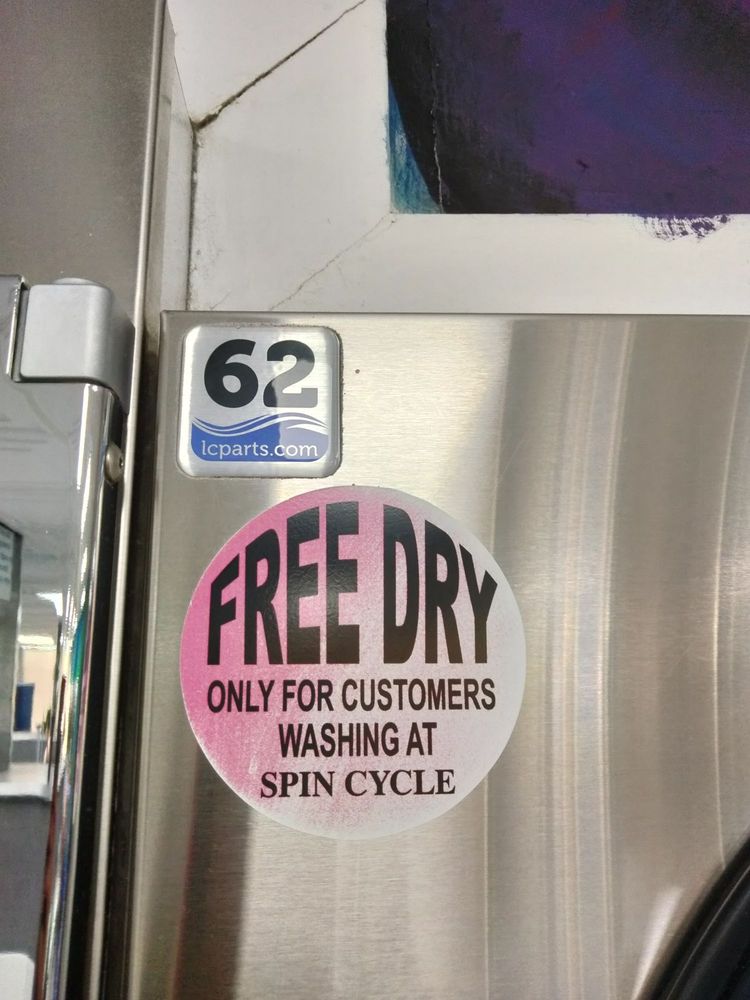 62
lcparts.com
FREE DRY
ONLY FOR CUSTOMERS
WASHING AT
SPIN CYCLE